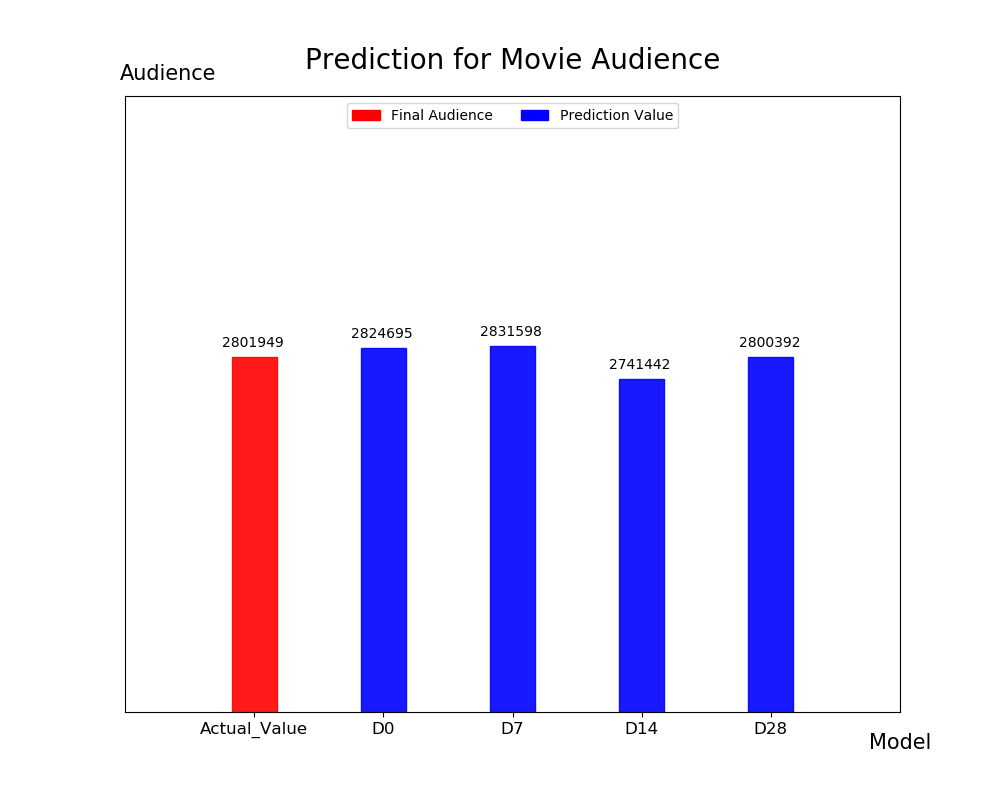 Prediction for Movie Audience
Audience
Final Audience Prediction Value
2801949 2824695 2831598 2741442 2800392
Actual_Value D0 D7 D14 D28
Model